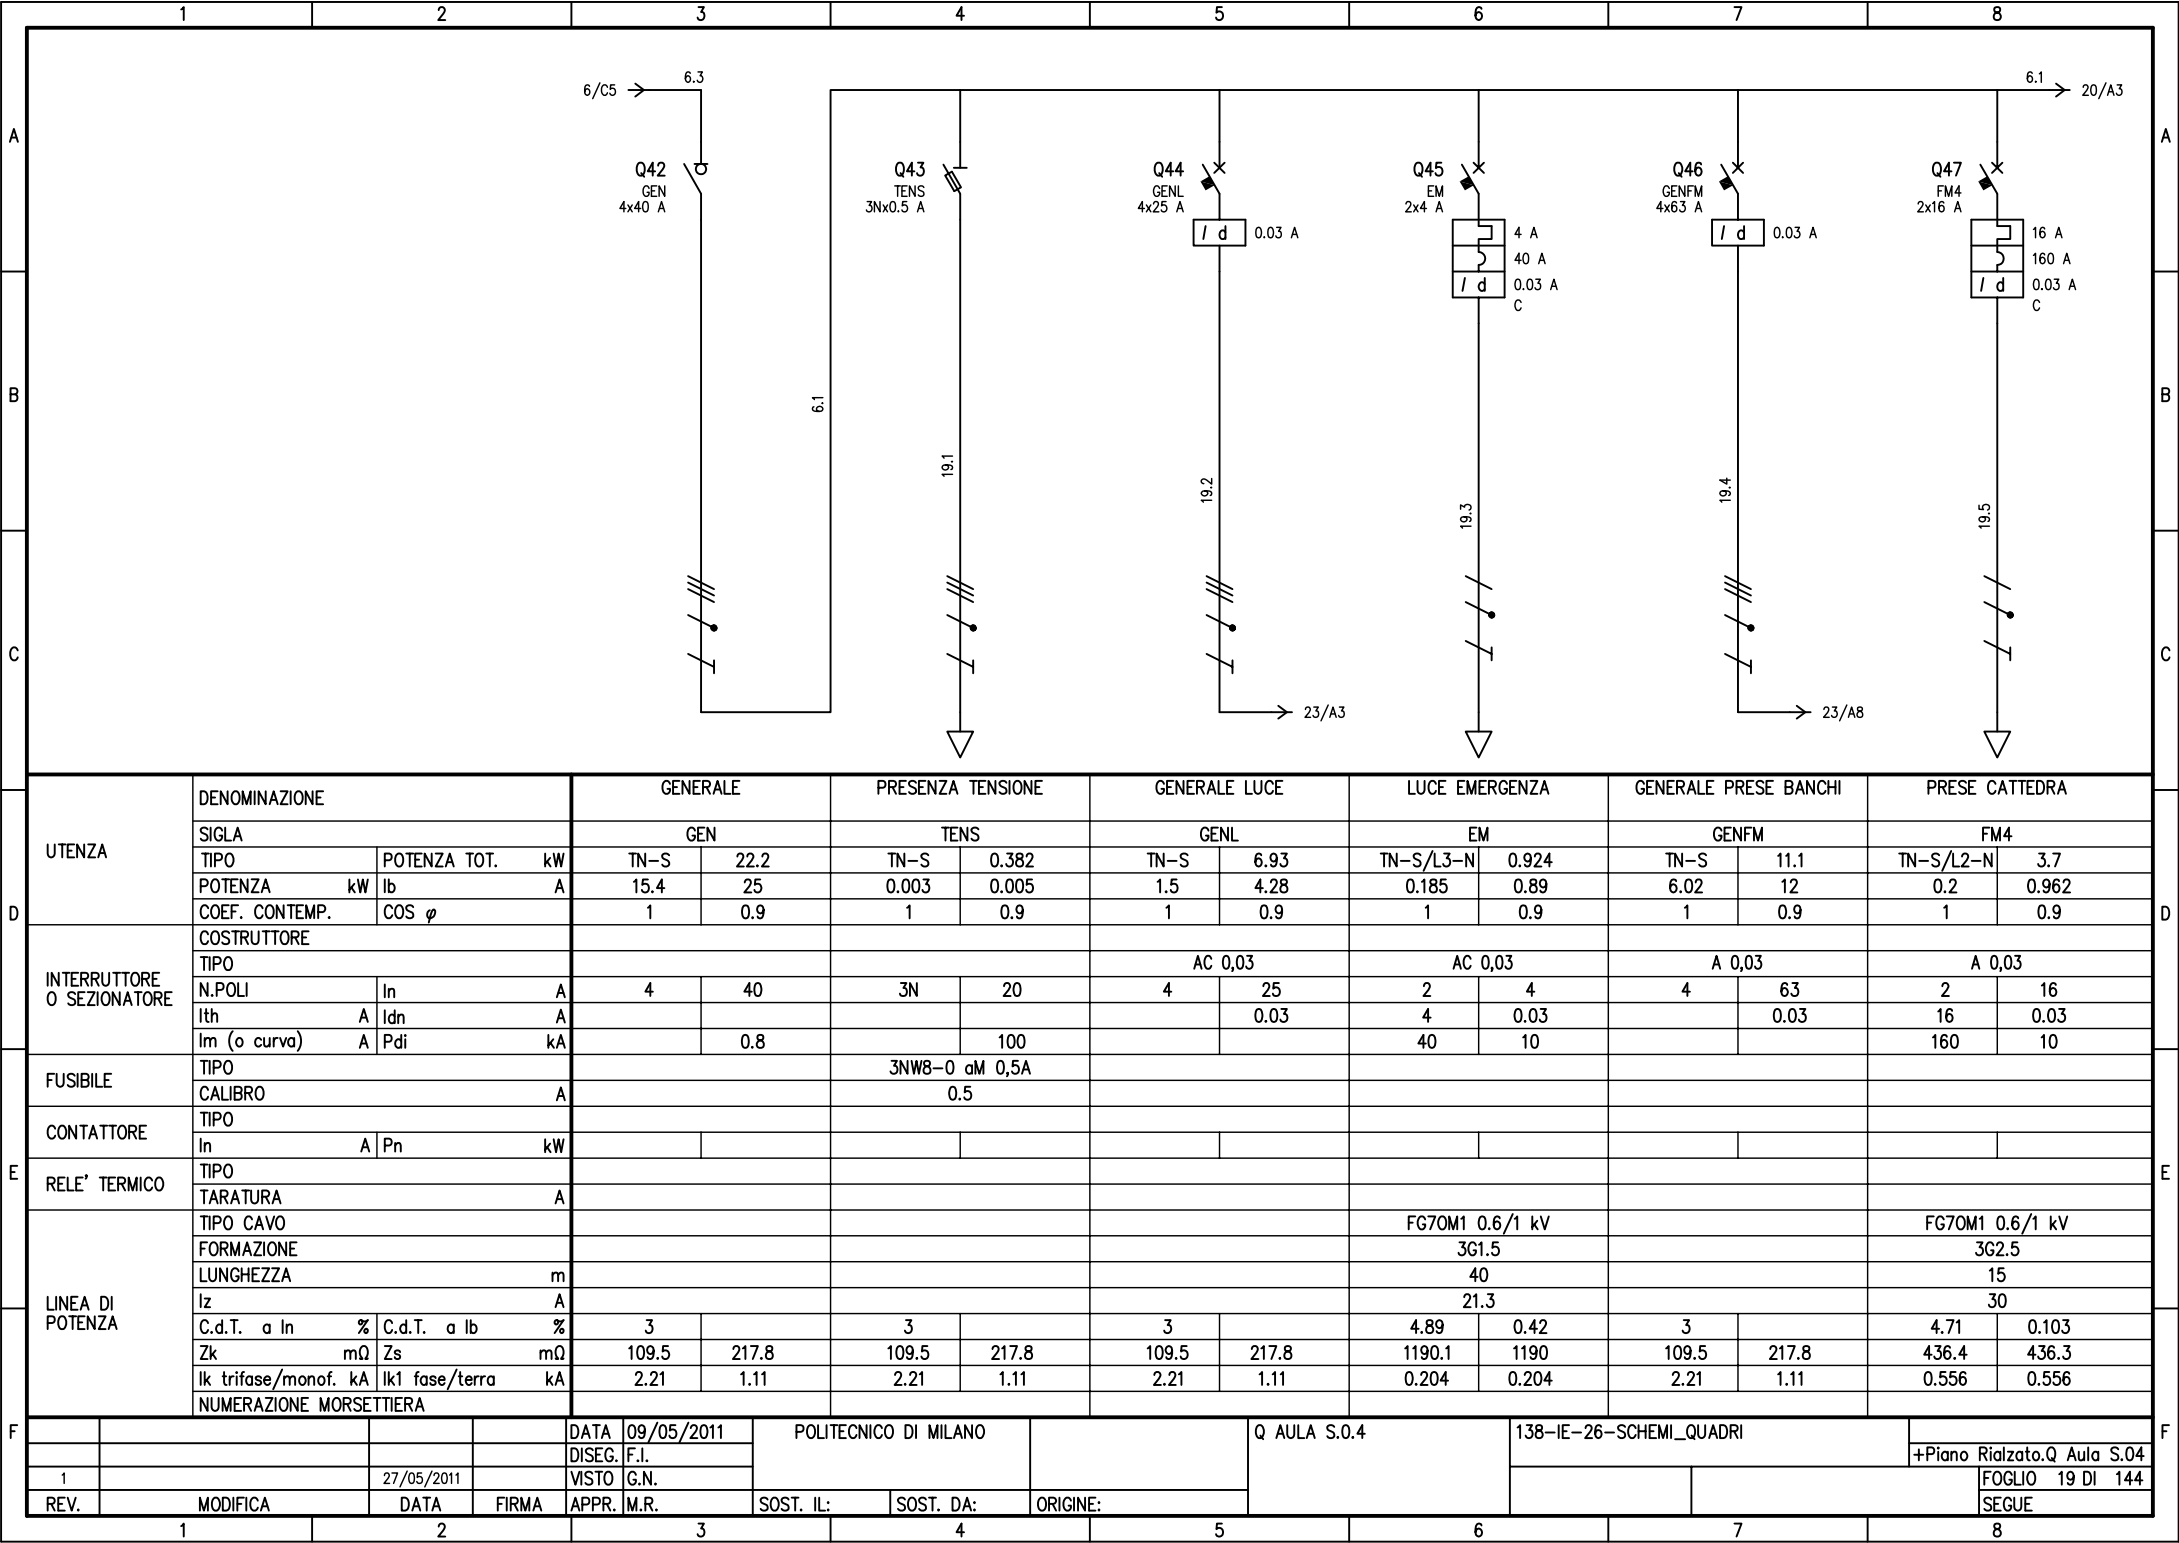 1 2 3 4 5 6 7 8
6/C5 6.3 6.1 20/A3
A A
Q42 Q43 Q44 Q45 Q46 Q47
GEN TENS GENL EM GENFM FM4
4x40 A 3Nx0.5 A 4x25 A 2x4 A 4x63 A 2x16 A
I d 0.03 A 4 A I d 0.03 A 16 A
40 A 160 A
I d 0.03 A I d 0.03 A
C C
B B
6.1
19.1
19.2
19.3
19.4
19.5
C C
23/A3 23/A8
UTENZA
DENOMINAZIONE GENERALE PRESENZA TENSIONE GENERALE LUCE LUCE EMERGENZA GENERALE PRESE BANCHI PRESE CATTEDRA
SIGLA GEN TENS GENL EM GENFM FM4
TIPO POTENZA TOT. kW TN-S 22.2 TN-S 0.382 TN-S 6.93 TN-S/L3-N 0.924 TN-S 11.1 TN-S/L2-N 3.7
POTENZA kW Ib A 15.4 25 0.003 0.005 1.5 4.28 0.185 0.89 6.02 12 0.2 0.962
D D
COEF. CONTEMP. COS φ 1 0.9 1 0.9 1 0.9 1 0.9 1 0.9 1 0.9
INTERRUTTORE
O SEZIONATORE
COSTRUTTORE
TIPO AC 0,03 AC 0,03 A 0,03 A 0,03
N.POLI In A 4 40 3N 20 4 25 2 4 4 63 2 16
Ith A Idn A 0.03 4 0.03 0.03 16 0.03
Im (o curva) A Pdi kA 0.8 100 40 10 160 10
FUSIBILE
TIPO 3NW8-0 aM 0,5A
CALIBRO A 0.5
CONTATTORE
TIPO
In A Pn kW
E E
RELE' TERMICO
TIPO
TARATURA A
LINEA DI
POTENZA
TIPO CAVO FG7OM1 0.6/1 kV FG7OM1 0.6/1 kV
FORMAZIONE 3G1.5 3G2.5
LUNGHEZZA m 40 15
Iz A 21.3 30
C.d.T. a In % C.d.T. a Ib % 3 3 3 4.89 0.42 3 4.71 0.103
Zk mΩ Zs mΩ 109.5 217.8 109.5 217.8 109.5 217.8 1190.1 1190 109.5 217.8 436.4 436.3
Ik trifase/monof. kA Ik1 fase/terra kA 2.21 1.11 2.21 1.11 2.21 1.11 0.204 0.204 2.21 1.11 0.556 0.556
NUMERAZIONE MORSETTIERA
F F
DATA 09/05/2011 POLITECNICO DI MILANO Q AULA S.0.4 138-IE-26-SCHEMI_QUADRI
DISEG. F.I. +Piano Rialzato.Q Aula S.04
1 27/05/2011 VISTO G.N. FOGLIO 19 DI 144
REV. MODIFICA DATA FIRMA APPR. M.R. SOST. IL: SOST. DA: ORIGINE: SEGUE
1 2 3 4 5 6 7 8